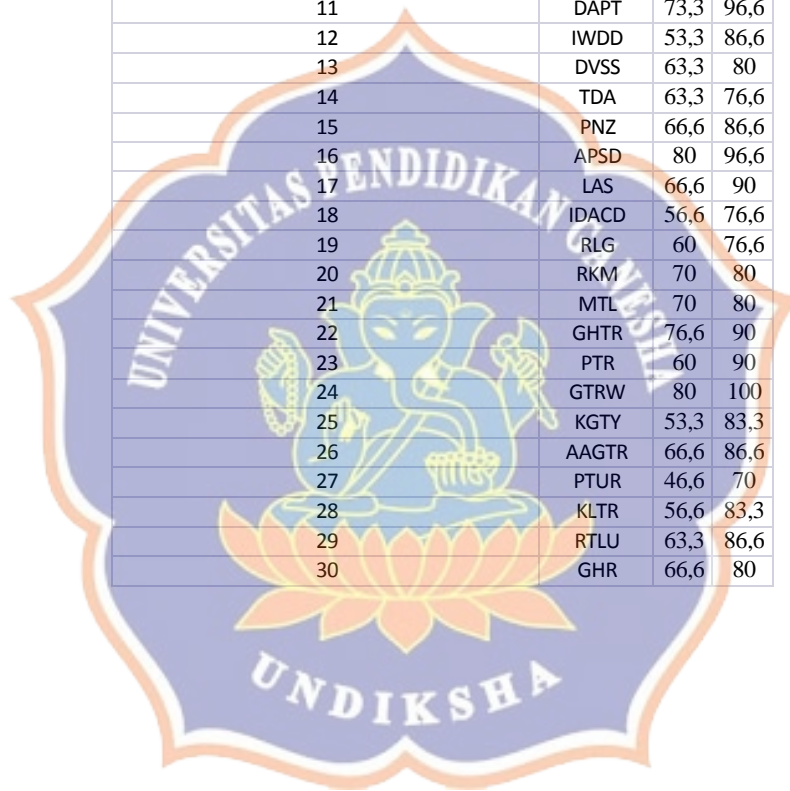 11 DAPT 73,3 96,6
12 IWDD 53,3 86,6
13 DVSS 63,3 80
14 TDA 63,3 76,6
15 PNZ 66,6 86,6
16 APSD 80 96,6
17 LAS 66,6 90
18 IDACD 56,6 76,6
19 RLG 60 76,6
20 RKM 70 80
21 MTL 70 80
22 GHTR 76,6 90
23 PTR 60 90
24 GTRW 80 100
25 KGTY 53,3 83,3
26 AAGTR 66,6 86,6
27 PTUR 46,6 70
28 KLTR 56,6 83,3
29 RTLU 63,3 86,6
30 GHR 66,6 80
UNIVERSITAS PENDIDIKAN GANESHA
UNDIKSHA